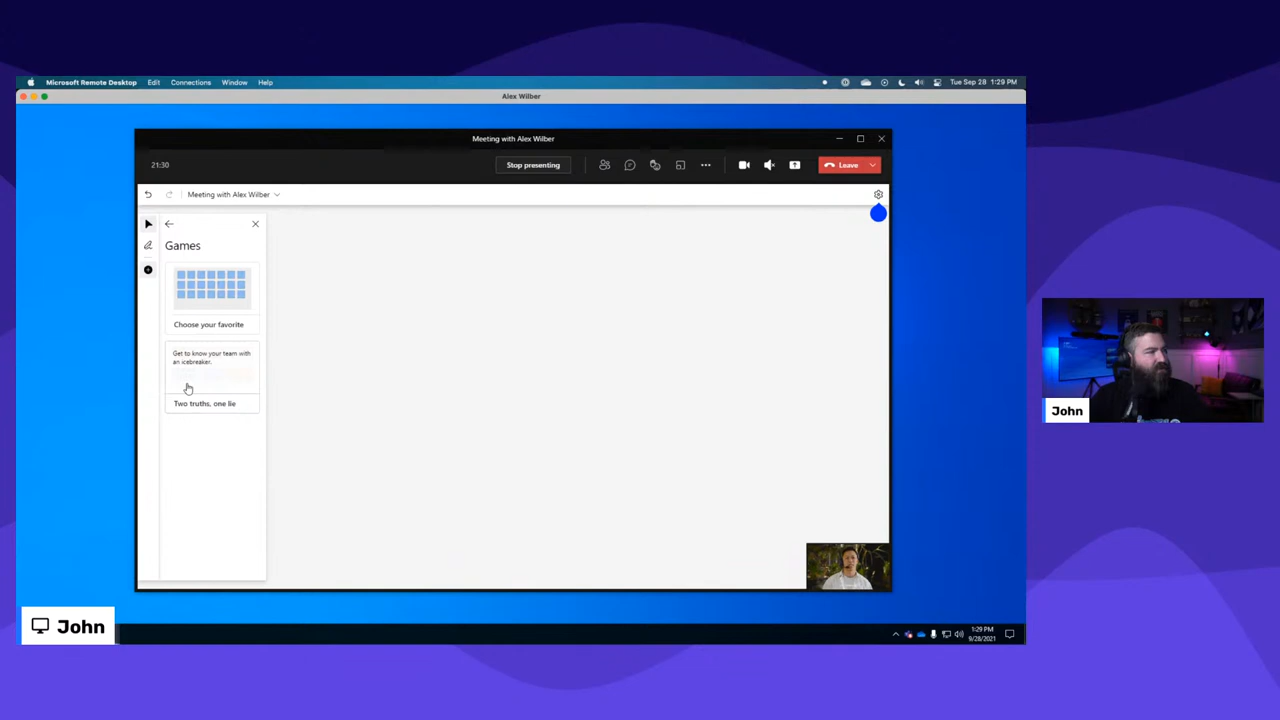 Microsoft Remote Desktop Edit Connections Window Help Tue Sep 28 1:29 PM
Alex Wilber
Meeting with Alex Wilber
21:30 Stop presenting Leave
Meeting with Alex Wilber
Games
Choose your favorite
Get to know your team with
an icebreaker.
Two truths, one lie
John
John
1:29 PM
9/28/2021